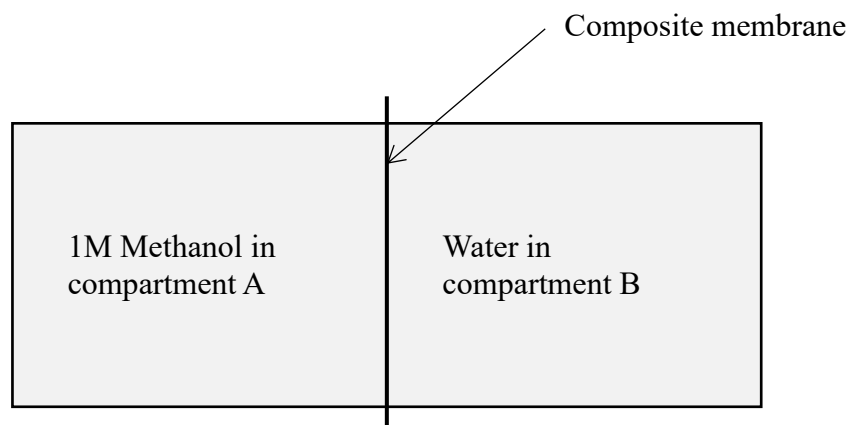 Composite membrane
1M Methanol in
compartment A
Water in
compartment B